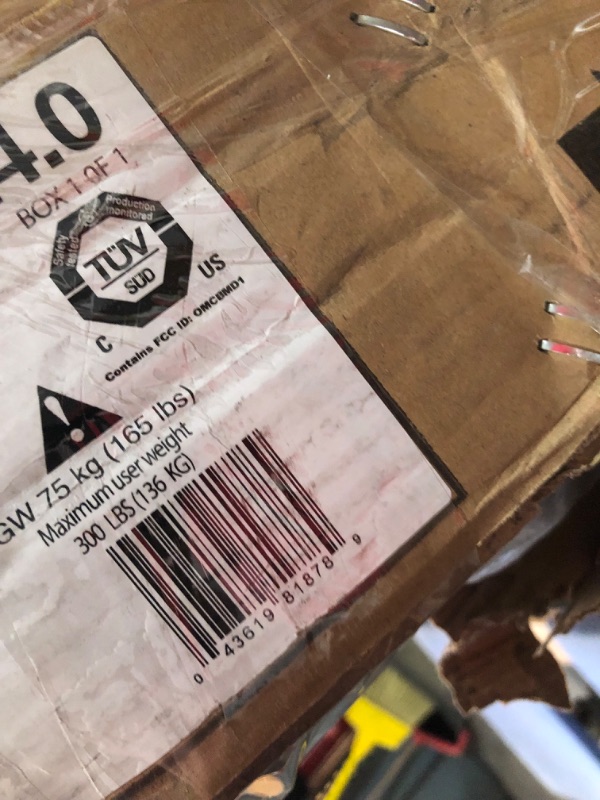 4.0
BOX 1 OF 1
Safety tested
Production monitored
TÜV
SÜD
C US
Contains FCC ID: OMCBMD1
GW 75 kg (165 lbs)
Maximum user weight
300 LBS (136 KG)
0 43619 81878 9